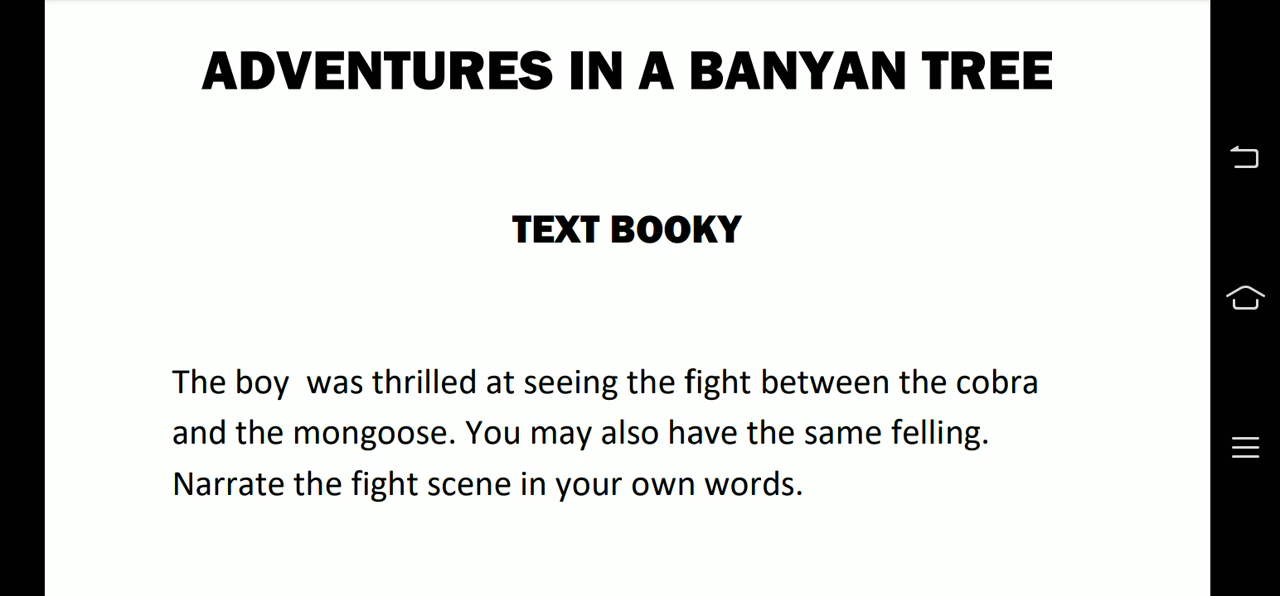 ADVENTURES IN A BANYAN TREE
TEXT BOOKY
The boy  was thrilled at seeing the fight between the cobra
and the mongoose. You may also have the same felling.
Narrate the fight scene in your own words.